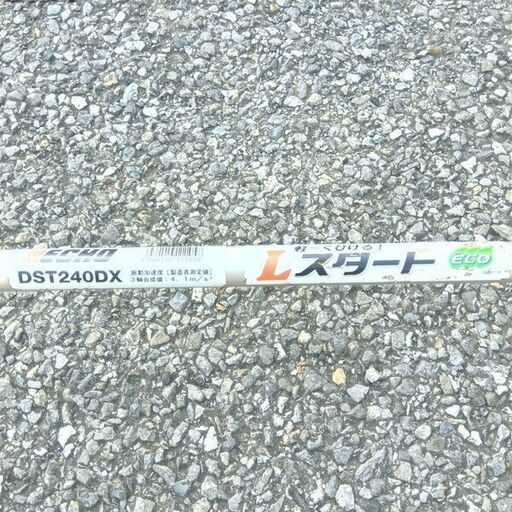 ECHO
DST240DX
振動加速度［製造者測定値］
3軸合成値：4．1m/s²
軽ーくひける！
Lスタート
ECO